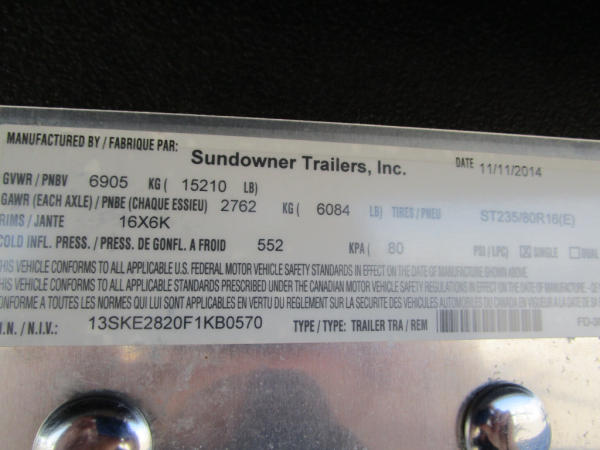 MANUFACTURED BY / FABRIQUE PAR: Sundowner Trailers, Inc. DATE 11/11/2014
GVWR / PNBV 6905 KG ( 15210 LB)
GAWR (EACH AXLE) / PNBE (CHAQUE ESSIEU) 2762 KG ( 6084 LB) TIRES / PNEU ST235/80R16(E)
RIMS / JANTE 16X6K
COLD INFL. PRESS. / PRESS. DE GONFL. A FROID 552 KPA ( 80 PSI / LPC) ☒ SINGLE ☐ DUAL
THIS VEHICLE CONFORMS TO ALL APPLICABLE U.S. FEDERAL MOTOR VEHICLE SAFETY STANDARDS IN EFFECT ON THE DATE OF MANUFACTURE SHOWN ABOVE.
THIS VEHICLE CONFORMS TO ALL APPLICABLE STANDARDS PRESCRIBED UNDER THE CANADIAN MOTOR VEHICLE SAFETY REGULATIONS IN EFFECT ON THE DATE OF
CONFORME A TOUTES LES NORMES QUI LUI SONT APPLICABLES EN VERTU DU REGLEMENT SUR LA SECURITE DES VEHICULES AUTOMOBILES DU CANADA EN VIGUEUR A LA DATE DE SA
I.N. / N.I.V.: 13SKE2820F1KB0570 TYPE / TYPE: TRAILER TRA / REM